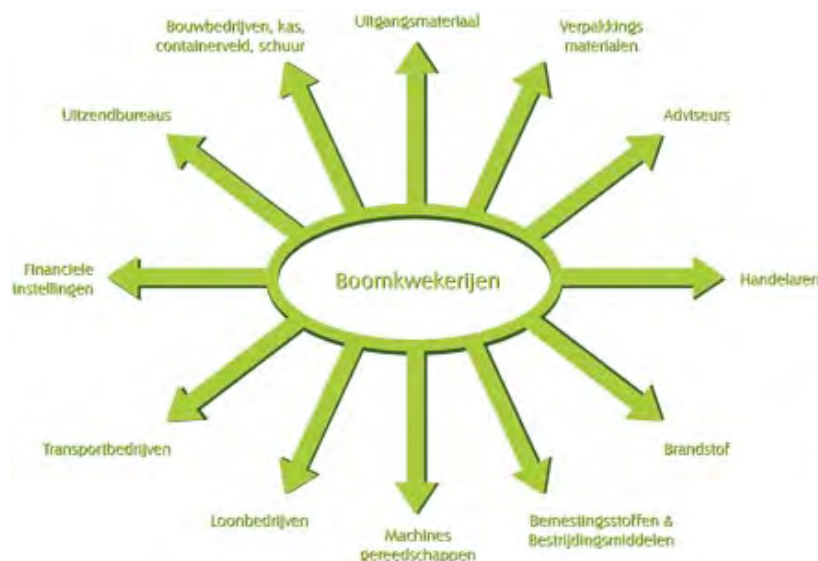 Uitgangsmateriaal
Bouwbedrijven, kas,
containerveld, schuur
Verpakkings
materialen
Uitzendbureaus
Adviseurs
Financiele
instellingen
Boomkwekerijen
Handelaren
Transportbedrijven
Brandstof
Loonbedrijven
Machines
gereedschappen
Bemestingsstoffen &
Bestrijdingsmiddelen